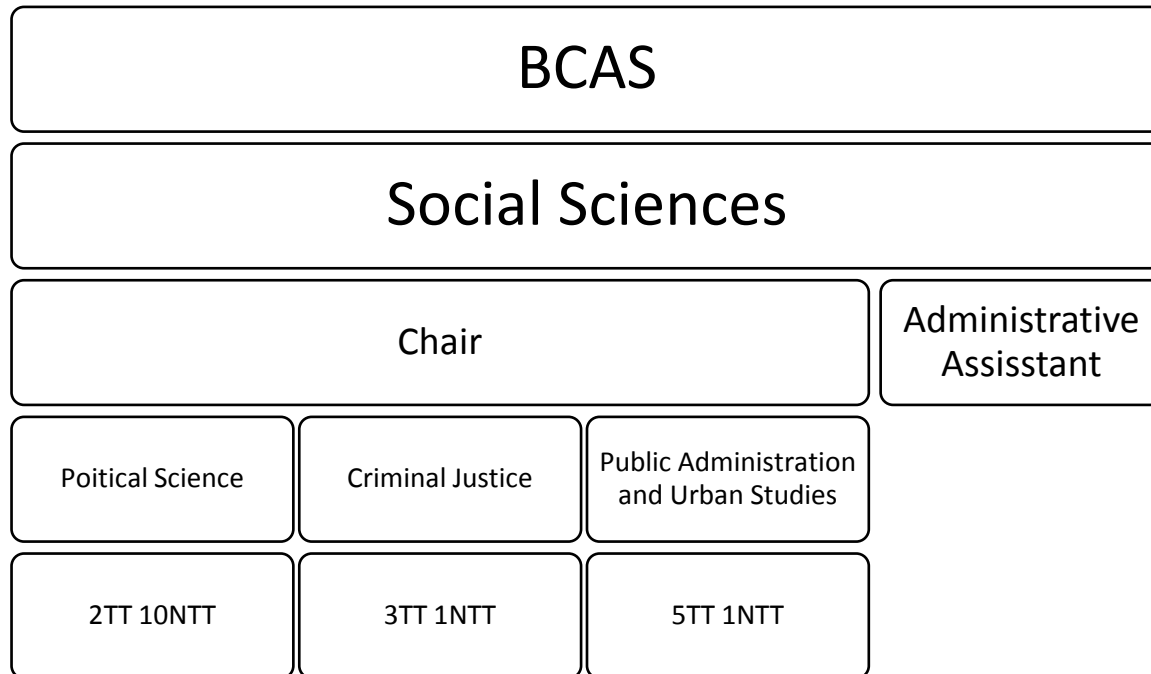 BCAS
Social Sciences
Chair
Administrative
Assisstant
Poitical Science
Criminal Justice
Public Administration
and Urban Studies
2TT 10NTT
3TT 1NTT
5TT 1NTT